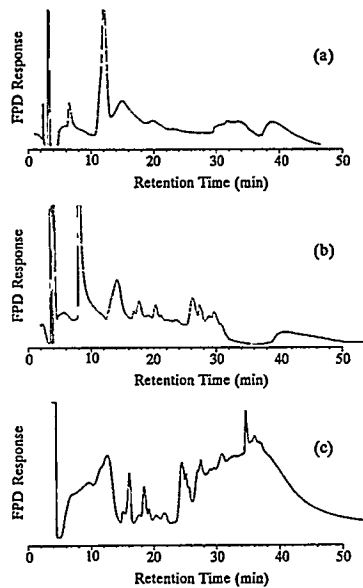 (a)
FPD Response
0 10 20 30 40 50
Retention Time (min)
(b)
FPD Response
0 10 20 30 40 50
Retention Time (min)
(c)
FPD Response
0 10 20 30 40 50
Retention Time (min)